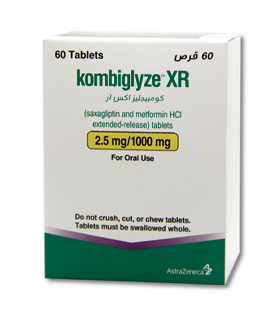 60 Tablets 60 قرص
kombiglyze™ XR
كومبيجليز اكس ار
(saxagliptin and metformin HCl
extended-release) tablets
2.5 mg/1000 mg
For Oral Use
Do not crush, cut, or chew tablets.
Tablets must be swallowed whole.
AstraZeneca